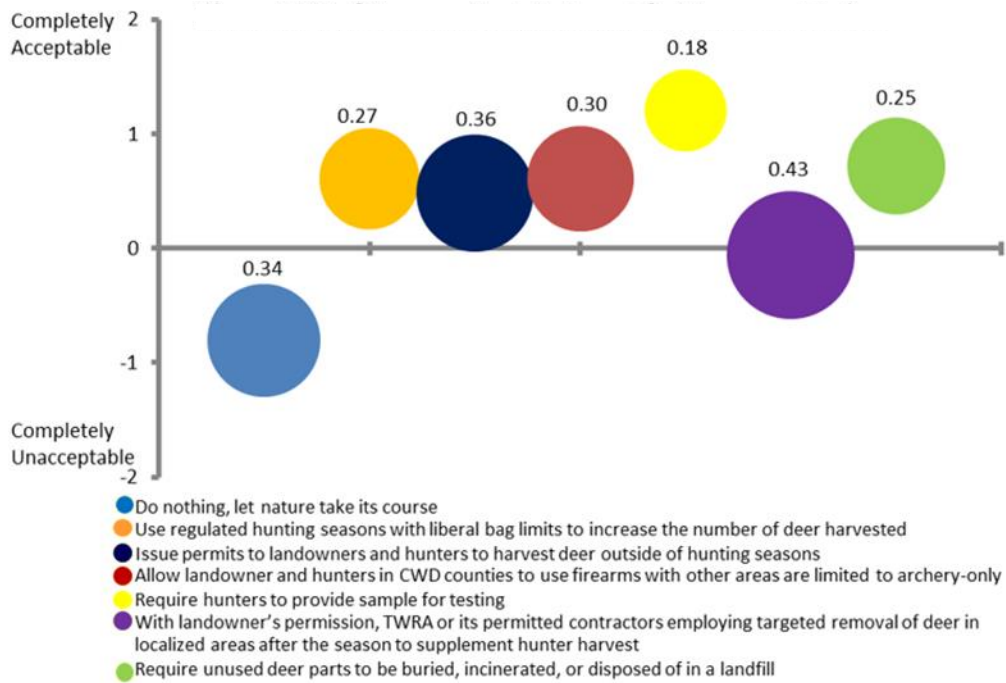 Completely
Acceptable
2
0.18
0.25
0.27
0.36
0.30
1
0.43
0
0.34
-1
Completely
Unacceptable
-2
Do nothing, let nature take its course
Use regulated hunting seasons with liberal bag limits to increase the number of deer harvested
Issue permits to landowners and hunters to harvest deer outside of hunting seasons
Allow landowner and hunters in CWD counties to use firearms with other areas are limited to archery-only
Require hunters to provide sample for testing
With landowner's permission, TWRA or its permitted contractors employing targeted removal of deer in
localized areas after the season to supplement hunter harvest
Require unused deer parts to be buried, incinerated, or disposed of in a landfill